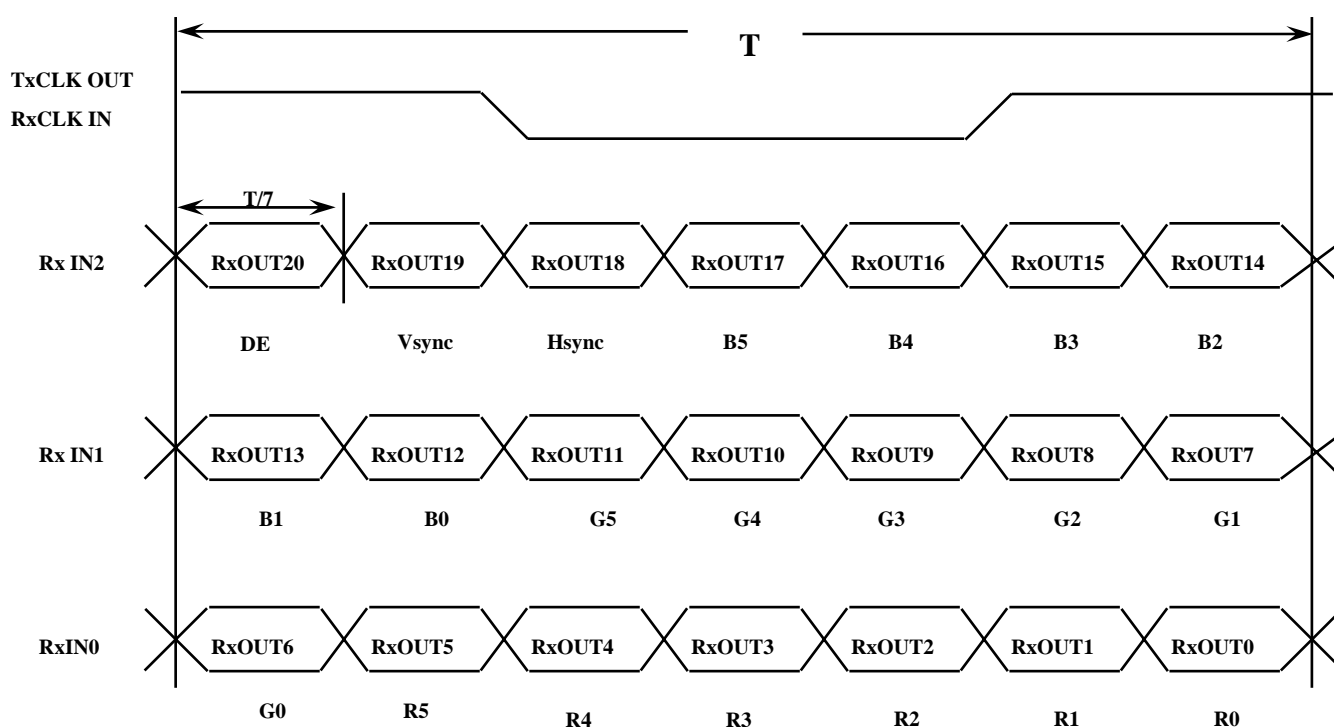 T
TxCLK OUT
RxCLK IN
T/7
Rx IN2 RxOUT20 RxOUT19 RxOUT18 RxOUT17 RxOUT16 RxOUT15 RxOUT14
DE Vsync Hsync B5 B4 B3 B2
Rx IN1 RxOUT13 RxOUT12 RxOUT11 RxOUT10 RxOUT9 RxOUT8 RxOUT7
B1 B0 G5 G4 G3 G2 G1
RxIN0 RxOUT6 RxOUT5 RxOUT4 RxOUT3 RxOUT2 RxOUT1 RxOUT0
G0 R5 R4 R3 R2 R1 R0